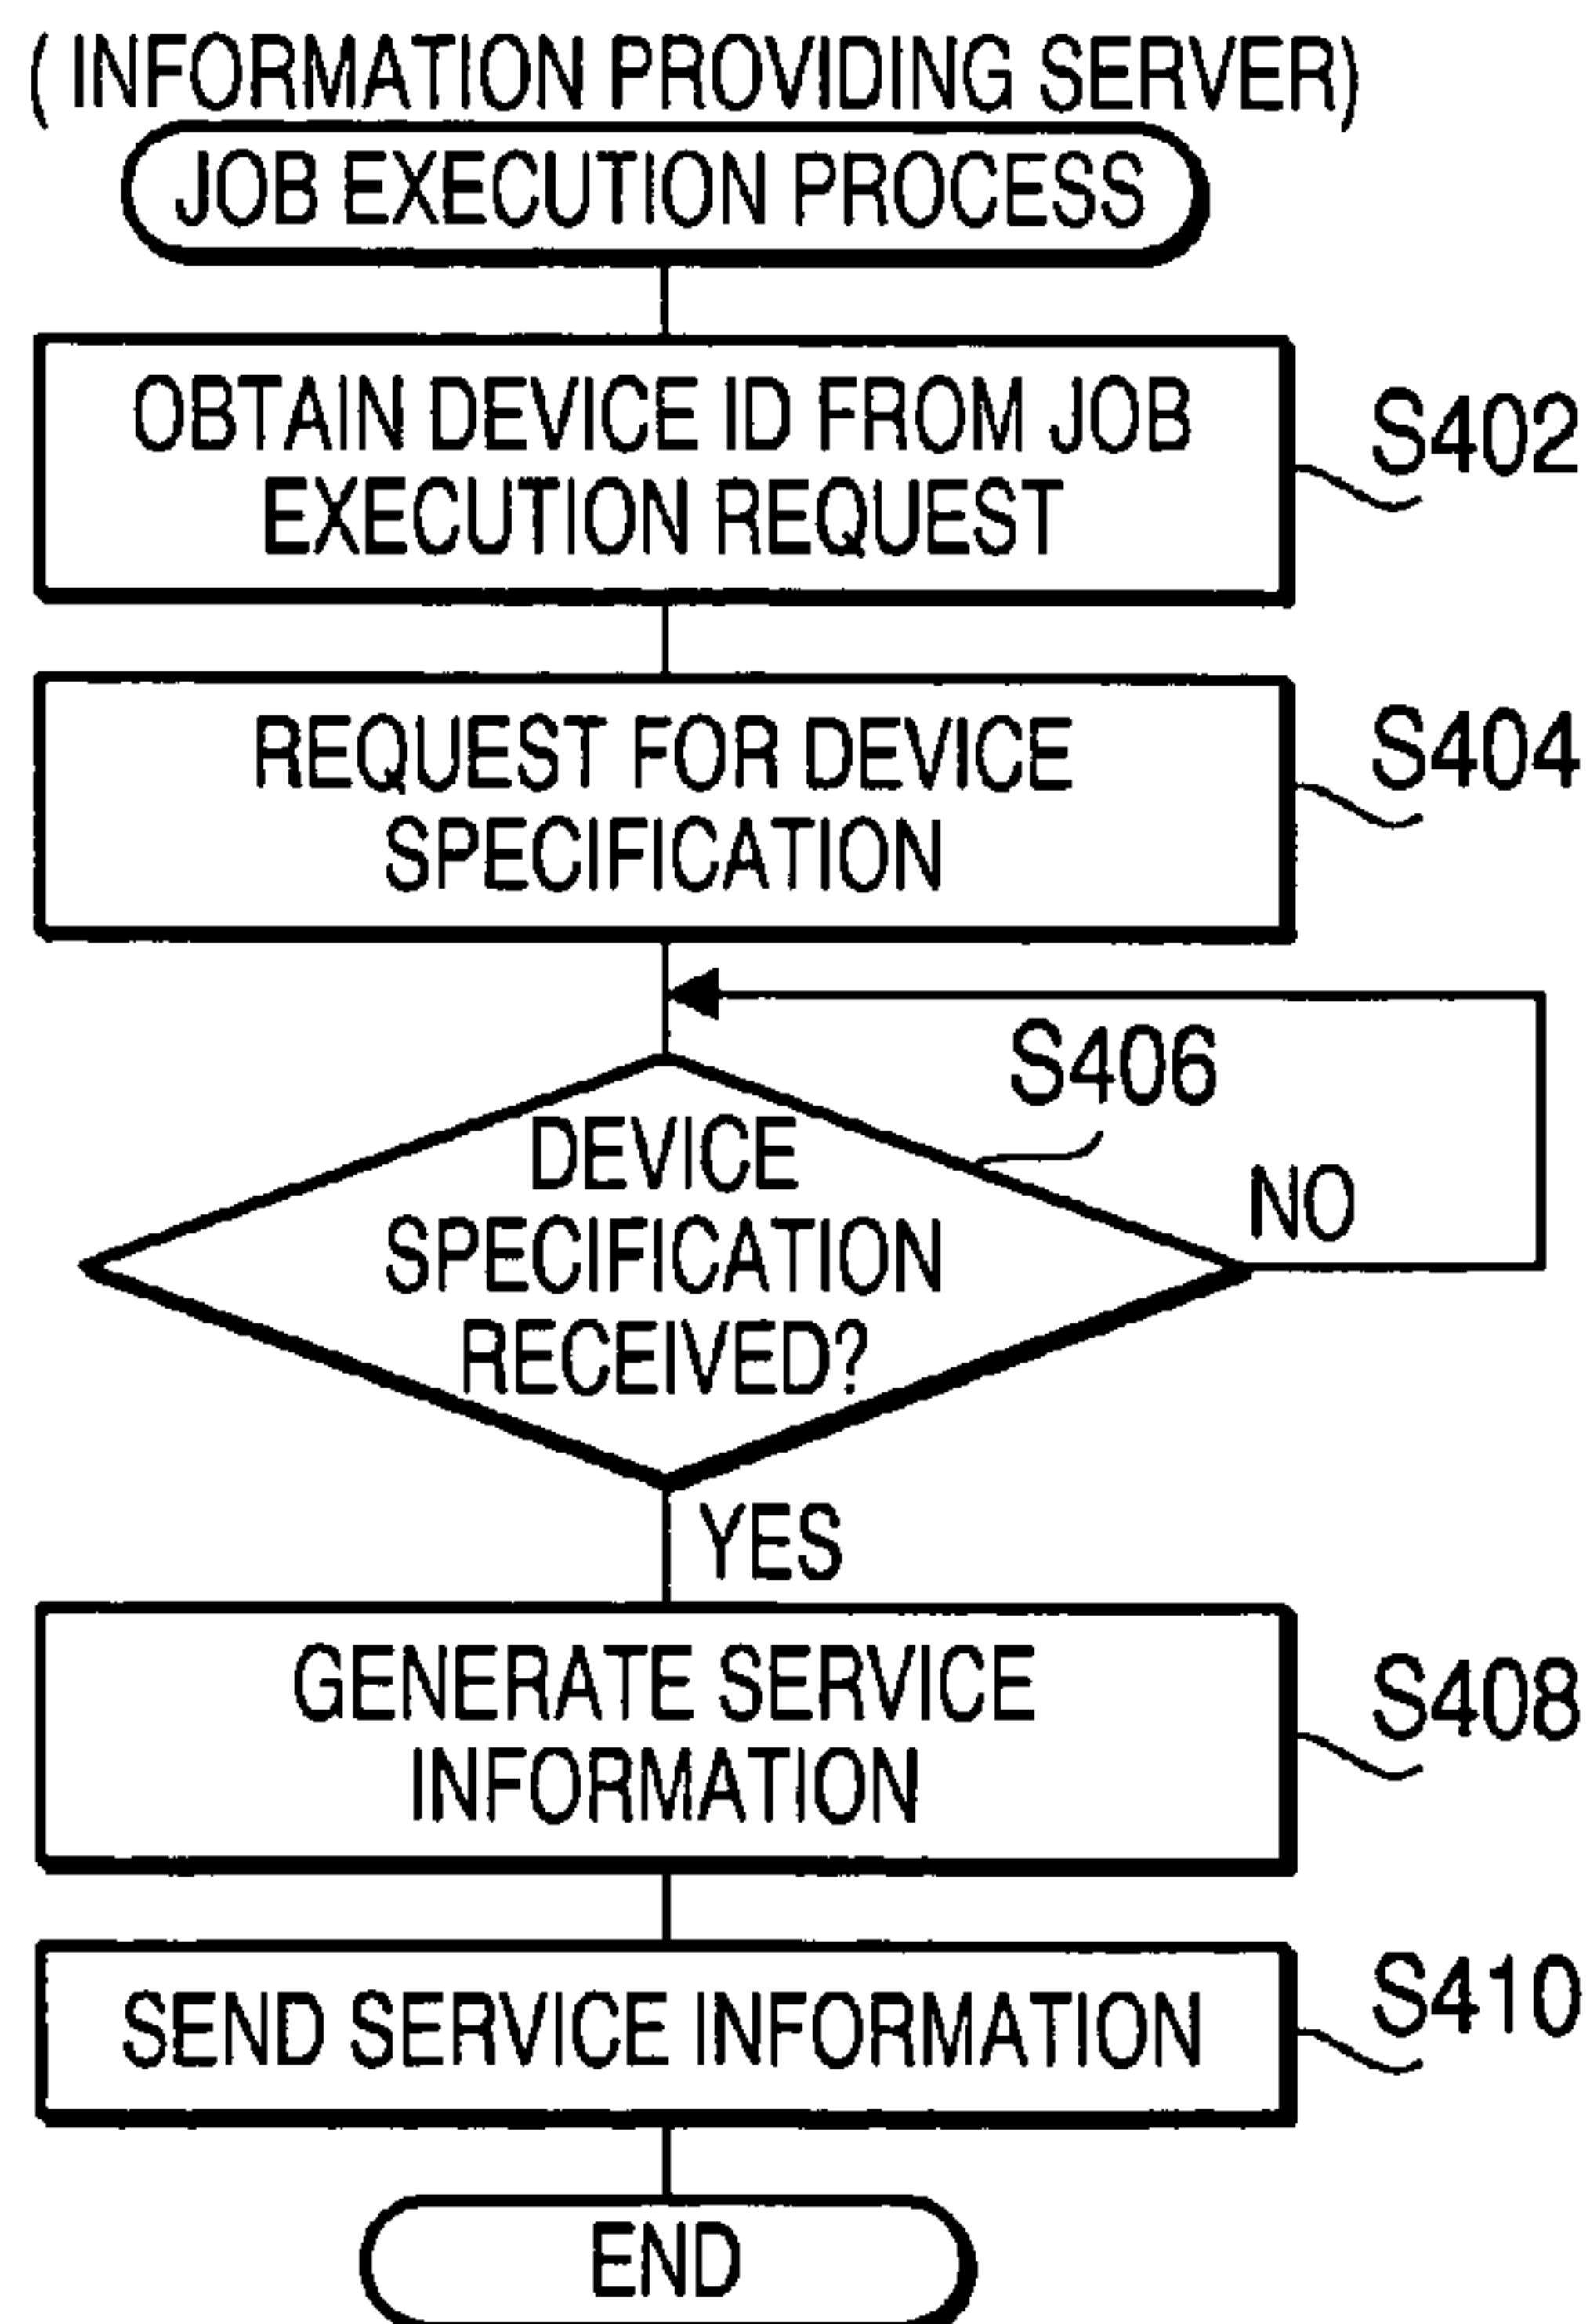 ( INFORMATION PROVIDING SERVER)
JOB EXECUTION PROCESS
OBTAIN DEVICE ID FROM JOB
EXECUTION REQUEST
S402
REQUEST FOR DEVICE
SPECIFICATION
S404
S406
DEVICE
SPECIFICATION
RECEIVED?
NO
YES
GENERATE SERVICE
INFORMATION
S408
SEND SERVICE INFORMATION
S410
END